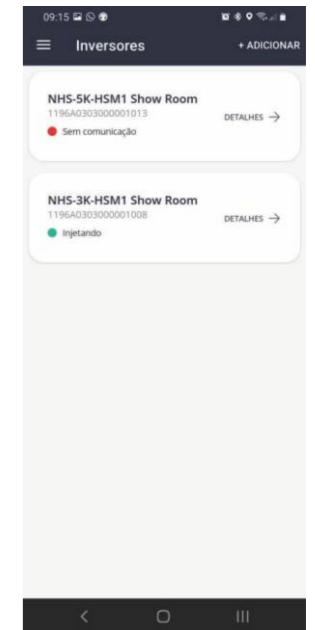 09:15
Inversores
+ ADICIONAR
NHS-5K-HSM1 Show Room
1196A0303000001013
DETALHES →
Sem comunicação
NHS-3K-HSM1 Show Room
1196A0303000001008
DETALHES →
Injetando